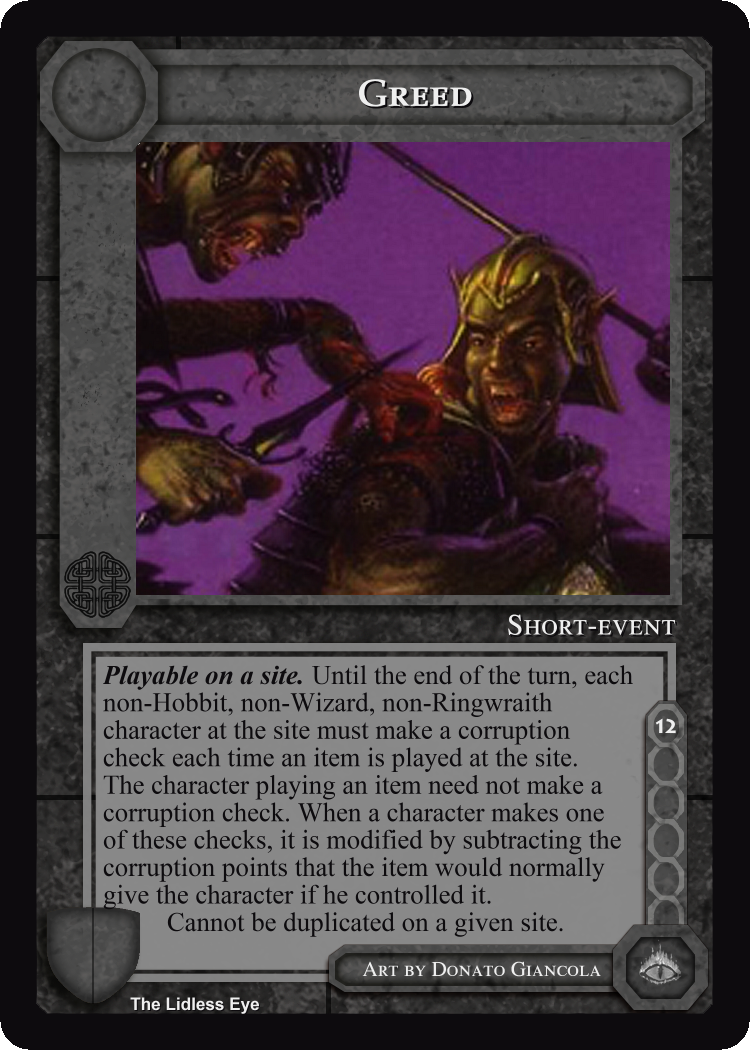 Greed
Short-event
Playable on a site. Until the end of the turn, each
non-Hobbit, non-Wizard, non-Ringwraith
character at the site must make a corruption
check each time an item is played at the site.
The character playing an item need not make a
corruption check. When a character makes one
of these checks, it is modified by subtracting the
corruption points that the item would normally
give the character if he controlled it.
Cannot be duplicated on a given site.
12
Art by Donato Giancola
The Lidless Eye